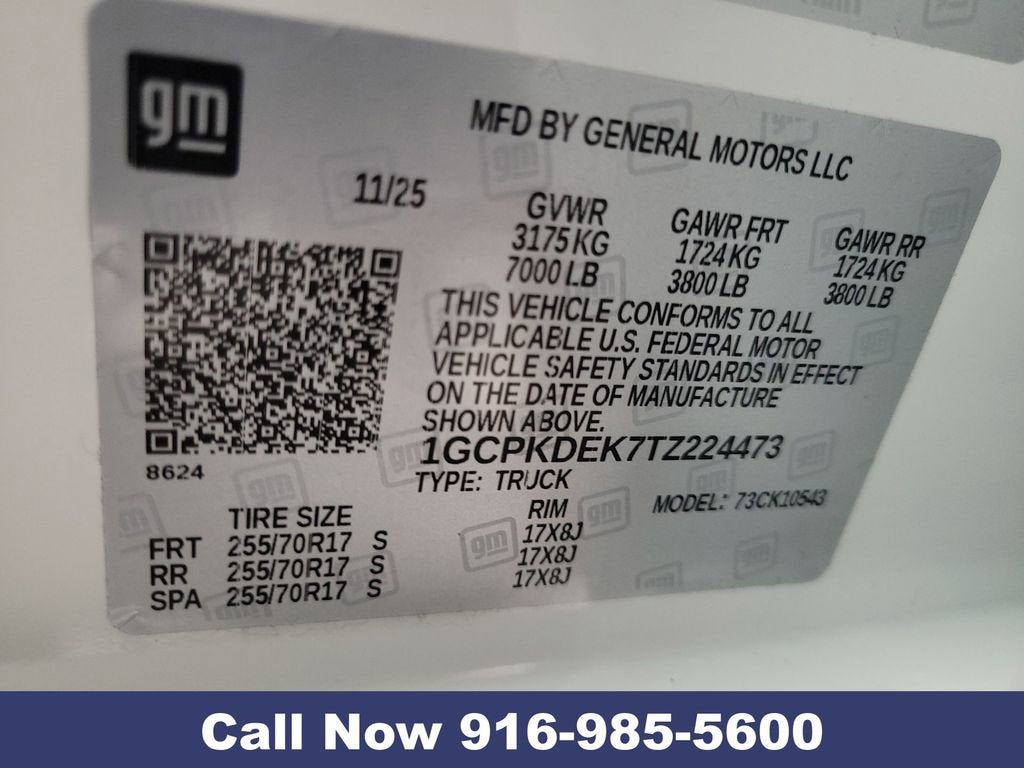 gm
MFD BY GENERAL MOTORS LLC
11/25
GVWR GAWR FRT GAWR RR
3175 KG 1724 KG 1724 KG
7000 LB 3800 LB 3800 LB
THIS VEHICLE CONFORMS TO ALL
APPLICABLE U.S. FEDERAL MOTOR
VEHICLE SAFETY STANDARDS IN EFFECT
ON THE DATE OF MANUFACTURE
SHOWN ABOVE.
1GCPKDEK7TZ224473
8624
TYPE: TRUCK MODEL: 73CK10543
TIRE SIZE RIM
FRT 255/70R17 S 17X8J
RR 255/70R17 S 17X8J
SPA 255/70R17 S 17X8J
Call Now 916-985-5600